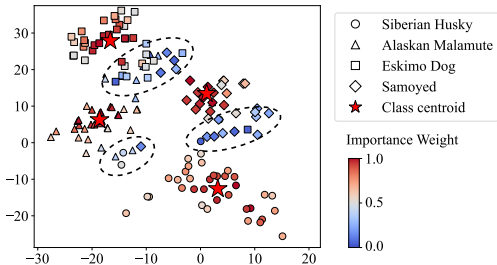 30
20
10
0
−10
−20
−30
−20
−10
0
10
20
Siberian Husky
Alaskan Malamute
Eskimo Dog
Samoyed
Class centroid
Importance Weight
1.0
0.5
0.0